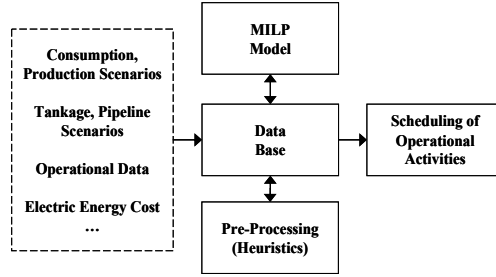 Consumption,
Production Scenarios
Tankage, Pipeline
Scenarios
Operational Data
Electric Energy Cost
...
MILP
Model
Data
Base
Pre-Processing
(Heuristics)
Scheduling of
Operational
Activities